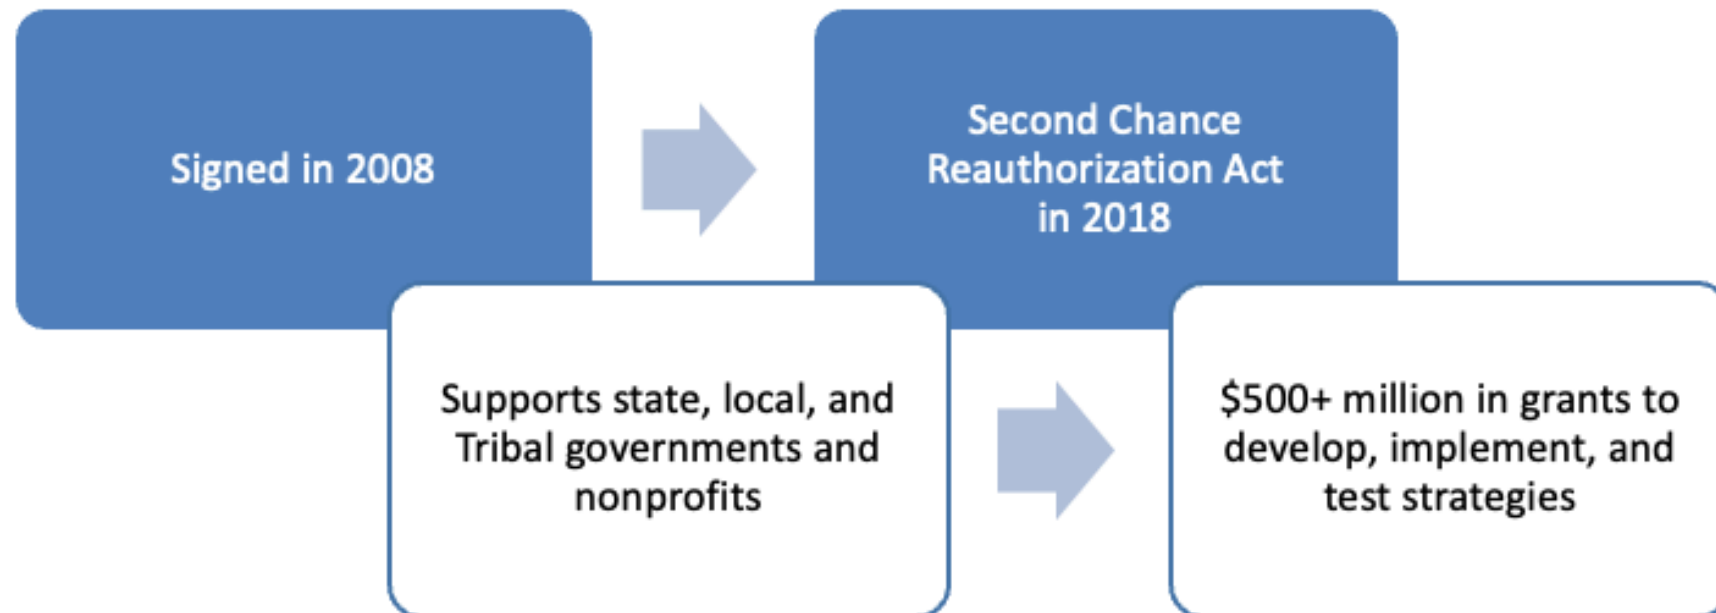 Signed in 2008
Second Chance
Reauthorization Act
in 2018
Supports state, local, and
Tribal governments and
nonprofits
$500+ million in grants to
develop, implement, and
test strategies